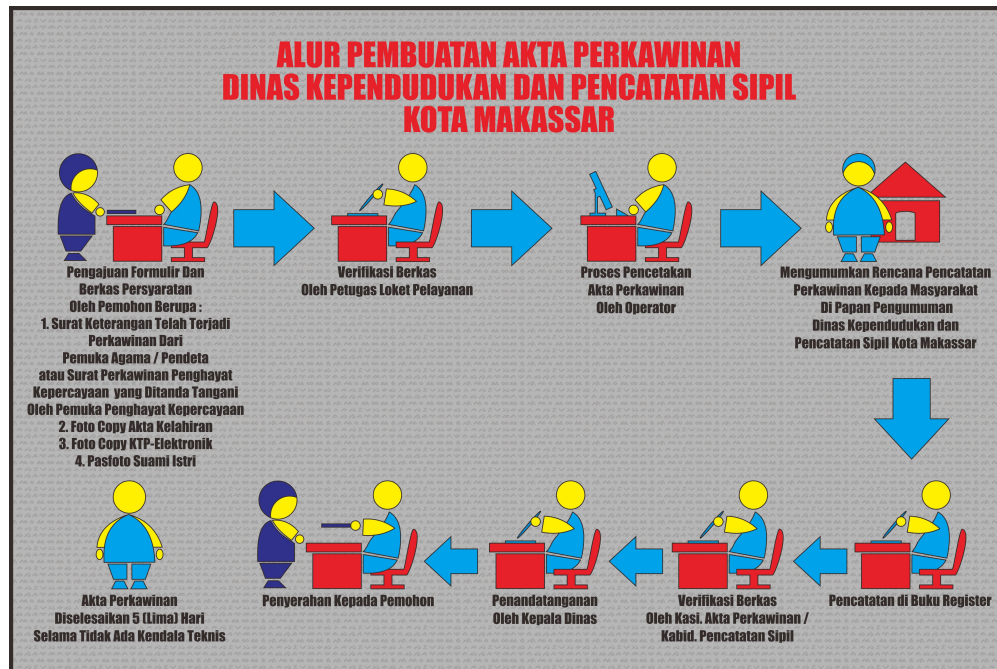 ALUR PEMBUATAN AKTA PERKAWINAN
DINAS KEPENDUDUKAN DAN PENCATATAN SIPIL
KOTA MAKASSAR
Pengajuan Formulir Dan
Berkas Persyaratan
Oleh Pemohon Berupa :
1. Surat Keterangan Telah Terjadi
Perkawinan Dari
Pemuka Agama / Pendeta
atau Surat Perkawinan Penghayat
Kepercayaan yang Ditanda Tangani
Oleh Pemuka Penghayat Kepercayaan
2. Foto Copy Akta Kelahiran
3. Foto Copy KTP-Elektronik
4. Pasfoto Suami Istri
Verifikasi Berkas
Oleh Petugas Loket Pelayanan
Proses Pencetakan
Akta Perkawinan
Oleh Operator
Mengumumkan Rencana Pencatatan
Perkawinan Kepada Masyarakat
Di Papan Pengumuman
Dinas Kependudukan dan
Pencatatan Sipil Kota Makassar
Pencatatan di Buku Register
Verifikasi Berkas
Oleh Kasi. Akta Perkawinan /
Kabid. Pencatatan Sipil
Penandatanganan
Oleh Kepala Dinas
Penyerahan Kepada Pemohon
Akta Perkawinan
Diselesaikan 5 (Lima) Hari
Selama Tidak Ada Kendala Teknis